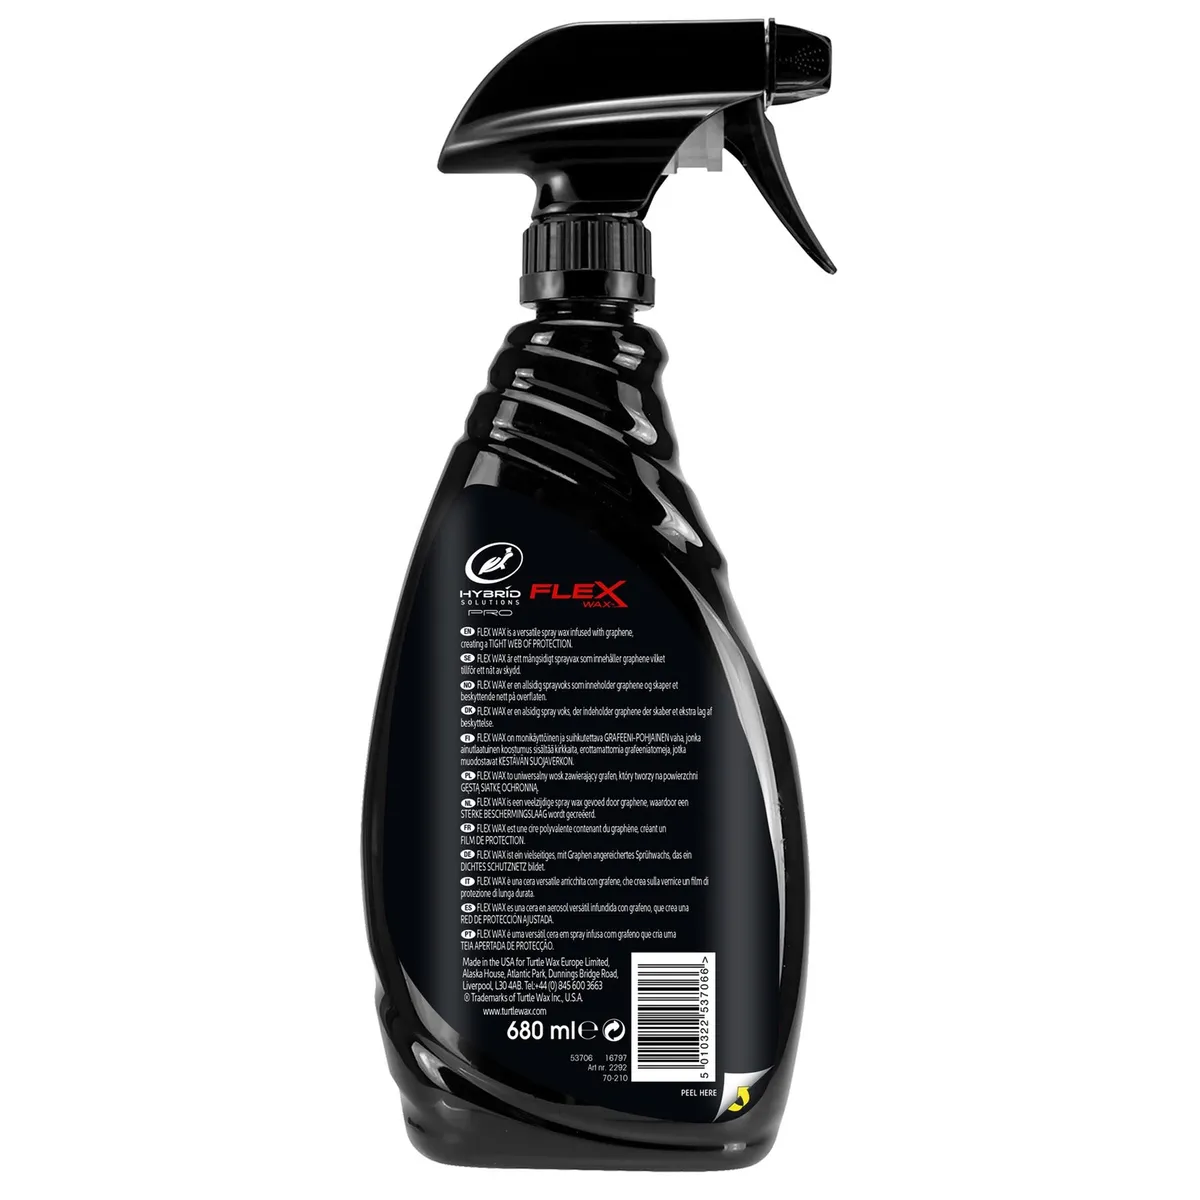 HYBRID
SOLUTIONS
PRO
FLEX
WAX
EN FLEX WAX is a versatile spray wax infused with graphene,
creating a TIGHT WEB OF PROTECTION.
SE FLEX WAX är ett mångsidigt sprayvax som innehåller graphene vilket
tillför ett nät av skydd.
NO FLEX WAX er en allsidig sprayvoks som inneholder graphene og skaper et
beskyttende nett på overflaten.
DK FLEX WAX er en alsidig spray voks, der indeholder graphene der skaber et ekstra lag af
beskyttelse.
FI FLEX WAX on monikäyttöinen ja suihkutettava GRAFEENI-POHJAINEN vaha, jonka
ainutlaatuinen koostumus sisältää kirkkaita, erottamattomia grafeeniatomeja, jotka
muodostavat KESTÄVÄN SUOJAVERKON.
PL FLEX WAX to uniwersalny wosk zawierający grafen, który tworzy na powierzchni
GĘSTĄ SIATKĘ OCHRONNĄ.
NL FLEX WAX is een veelzijdige spray wax gevoed door graphene, waardoor een
STERKE BESCHERMINGSLAAG wordt gecreëerd.
FR FLEX WAX est une cire polyvalente contenant du graphène, créant un
FILM DE PROTECTION.
DE FLEX WAX ist ein vielseitiges, mit Graphen angereichertes Sprühwachs, das ein
DICHTES SCHUTZNETZ bildet.
IT FLEX WAX è una cera versatile arricchita con grafene, che crea sulla vernice un film di
protezione di lunga durata.
ES FLEX WAX es una cera en aerosol versátil infundida con grafeno, que crea una
RED DE PROTECCIÓN AJUSTADA.
PT FLEX WAX é uma versátil cera em spray infusa com grafeno que cria uma
TEIA APERTADA DE PROTECÇÃO.
Made in the USA for Turtle Wax Europe Limited,
Alaska House, Atlantic Park, Dunnings Bridge Road,
Liverpool, L30 4AB. Tel:+44 (0) 845 600 3663
® Trademarks of Turtle Wax Inc., U.S.A.
www.turtlewax.com
680 ml ℮
53706 16797
Art nr. 2292
70-210
5 010322 537066 >
PEEL HERE